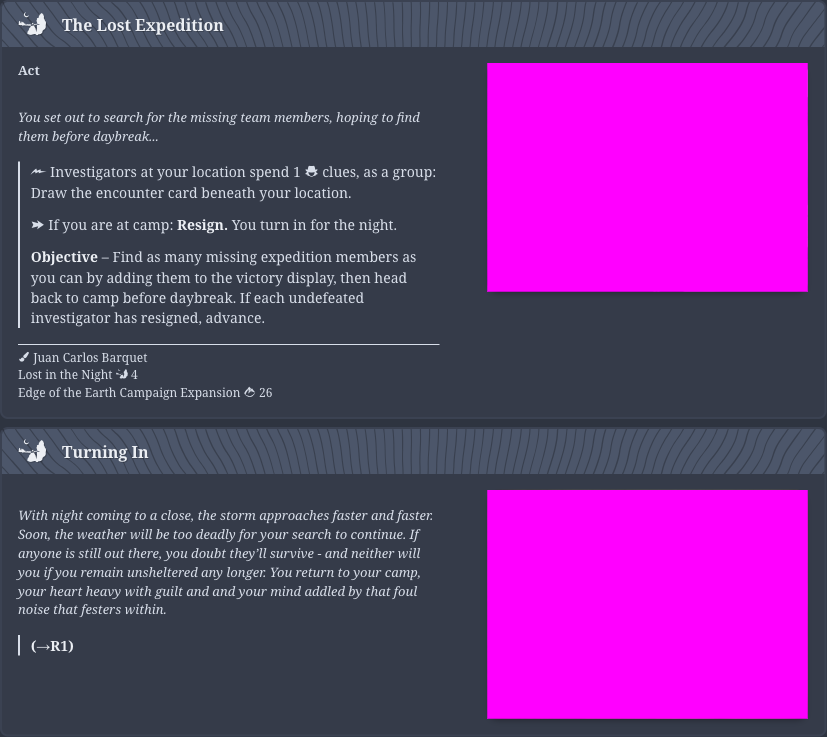 The Lost Expedition
Act
You set out to search for the missing team members, hoping to find
them before daybreak...
Investigators at your location spend 1 clues, as a group:
Draw the encounter card beneath your location.
If you are at camp: Resign. You turn in for the night.
Objective – Find as many missing expedition members as
you can by adding them to the victory display, then head
back to camp before daybreak. If each undefeated
investigator has resigned, advance.
Juan Carlos Barquet
Lost in the Night 4
Edge of the Earth Campaign Expansion 26
Turning In
With night coming to a close, the storm approaches faster and faster.
Soon, the weather will be too deadly for your search to continue. If
anyone is still out there, you doubt they'll survive - and neither will
you if you remain unsheltered any longer. You return to your camp,
your heart heavy with guilt and and your mind addled by that foul
noise that festers within.
(→R1)